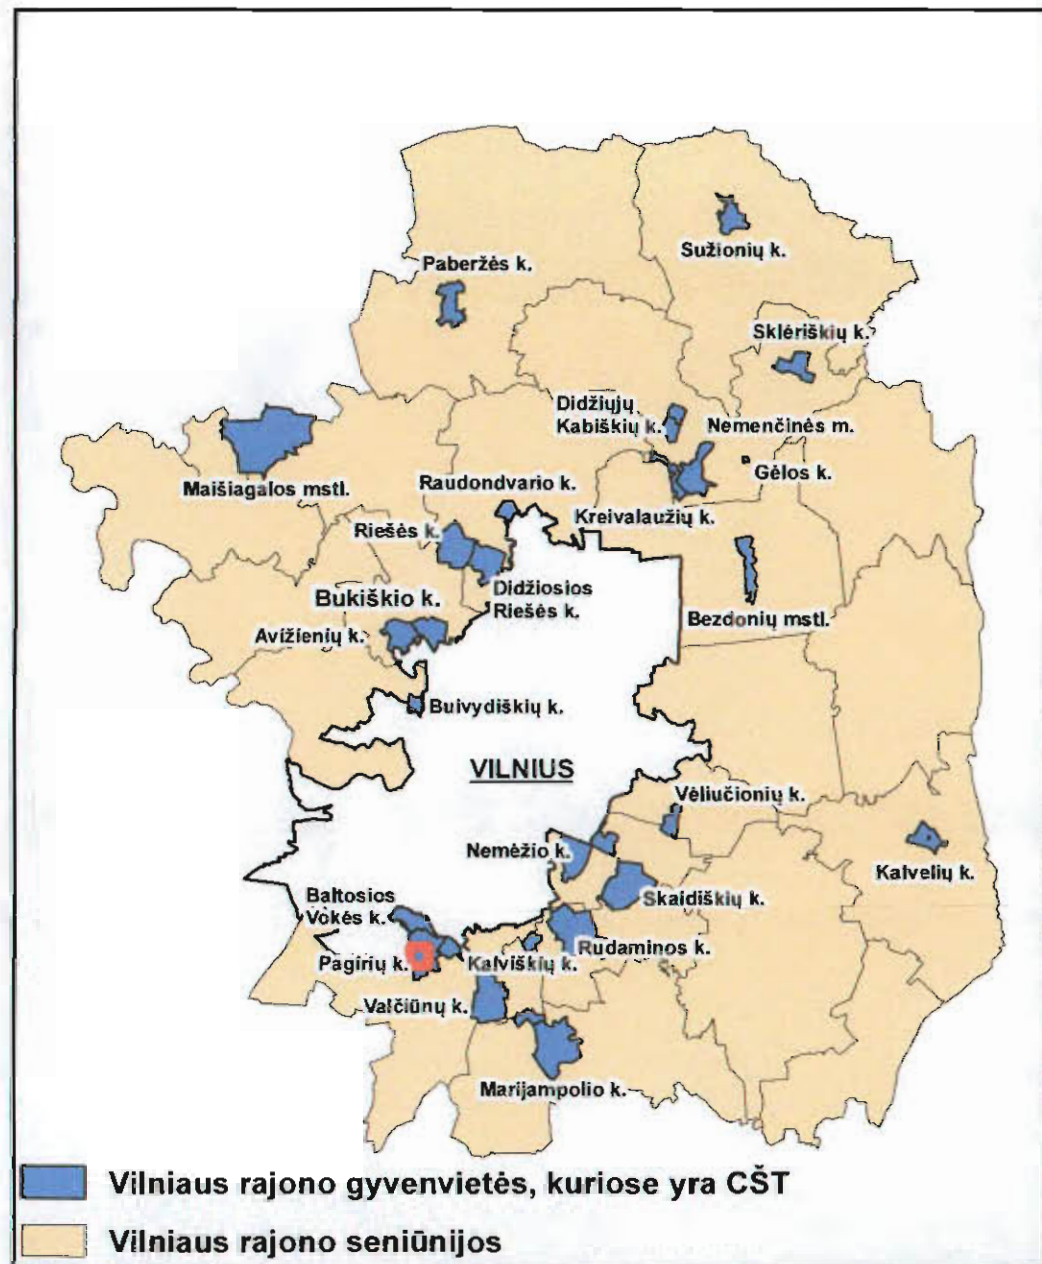 Sužionių k.
Paberžės k.
Sklėriškių k.
Didžiųjų
Kabiškių k.
Nemenčinės m.
Gėlos k.
Maišiagalos mstl.
Raudondvario k.
Kreivalaužių k.
Riešės k.
Didžiosios
Riešės k.
Bukiškio k.
Bezdonių mstl.
Avižienių k.
Buivydiškių k.
VILNIUS
Vėliučionių k.
Nemėžio k.
Kalvelių k.
Skaidiškių k.
Baltosios
Vokės k.
Rudaminos k.
Pagirių k.
Kalviškių k.
Valčiūnų k.
Marijampolio k.
Vilniaus rajono gyvenvietės, kuriose yra CŠT
Vilniaus rajono seniūnijos